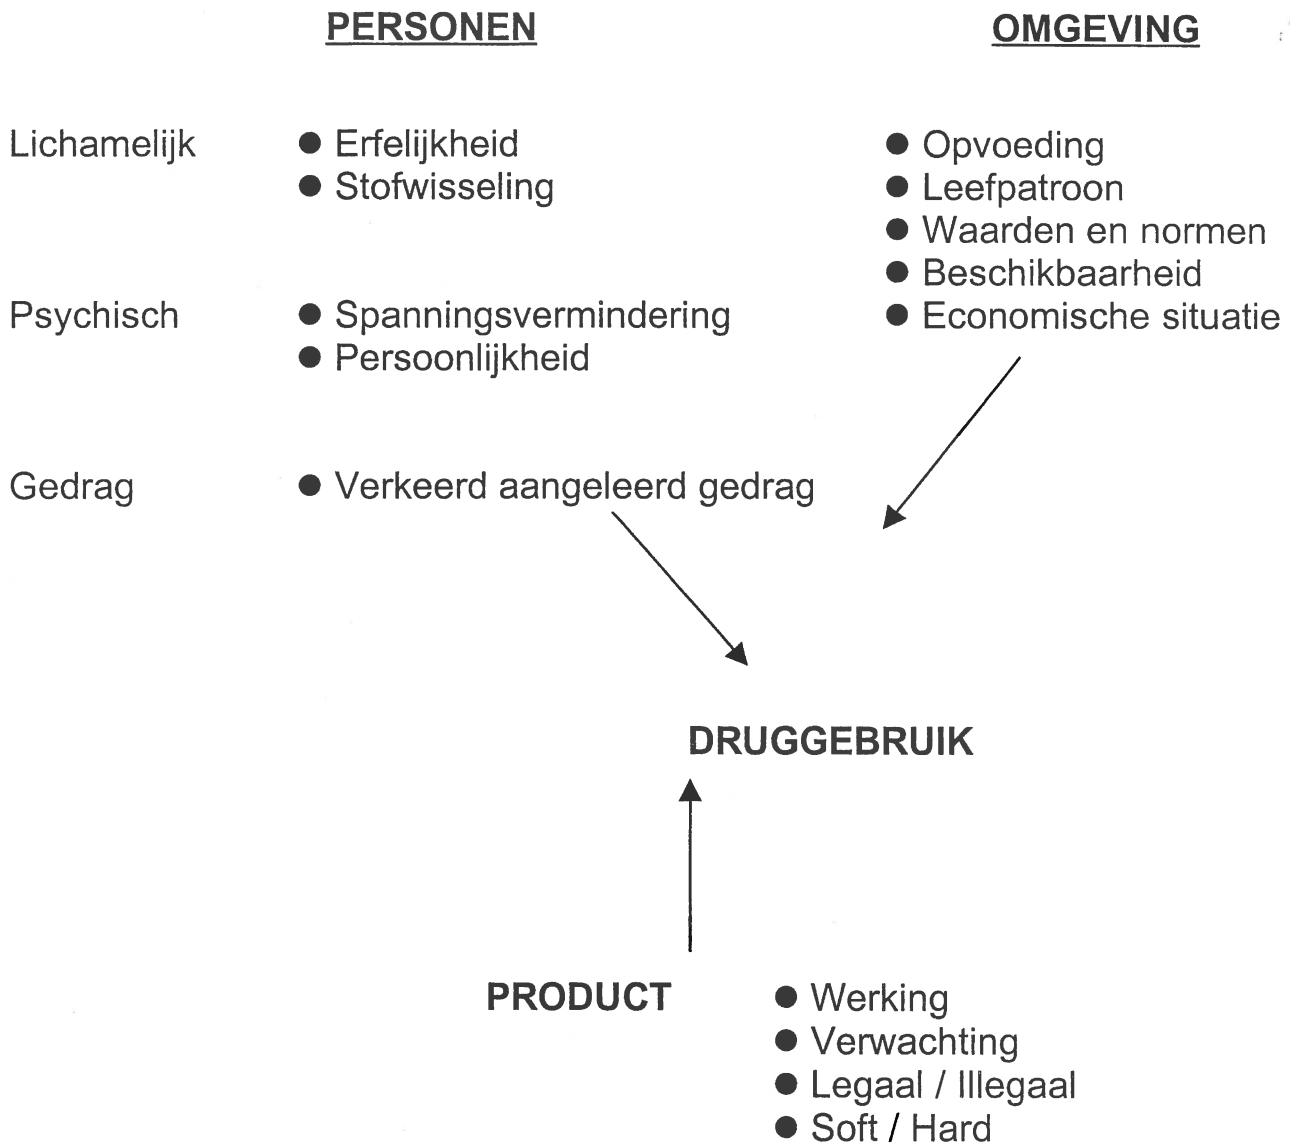 PERSONEN
OMGEVING
Lichamelijk
● Erfelijkheid
● Stofwisseling
● Opvoeding
● Leefpatroon
● Waarden en normen
● Beschikbaarheid
● Economische situatie
Psychisch
● Spanningsvermindering
● Persoonlijkheid
Gedrag
● Verkeerd aangeleerd gedrag
DRUGGEBRUIK
PRODUCT
● Werking
● Verwachting
● Legaal / Illegaal
● Soft / Hard